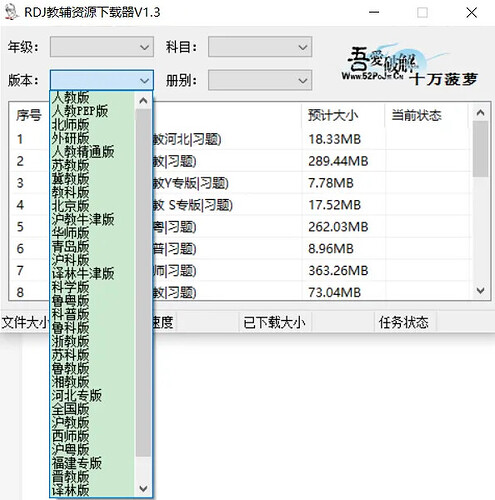 RDJ教辅资源下载器V1.3
年级: 科目:
版本: 册别:
吾愛破解
www.52PoJie.Cn
十万菠萝
序号 预计大小 当前状态
1 教河北|习题) 18.33MB
2 教|习题) 289.44MB
3 教Y专版|习题) 7.78MB
4 教 S专版|习题) 17.52MB
5 粤|习题) 262.03MB
6 普|习题) 8.96MB
7 师|习题) 363.26MB
8 教|习题) 73.04MB
文件大小 速度 已下载大小 任务状态
人教版
人教PEP版
北师版
外研版
人教精通版
苏教版
冀教版
教科版
北京版
沪教牛津版
华师版
青岛版
沪科版
译林牛津版
科学版
鲁粤版
科普版
鲁科版
浙教版
苏科版
鲁教版
湘教版
河北专版
全国版
沪教版
西师版
沪粤版
福建专版
晋教版
译林版